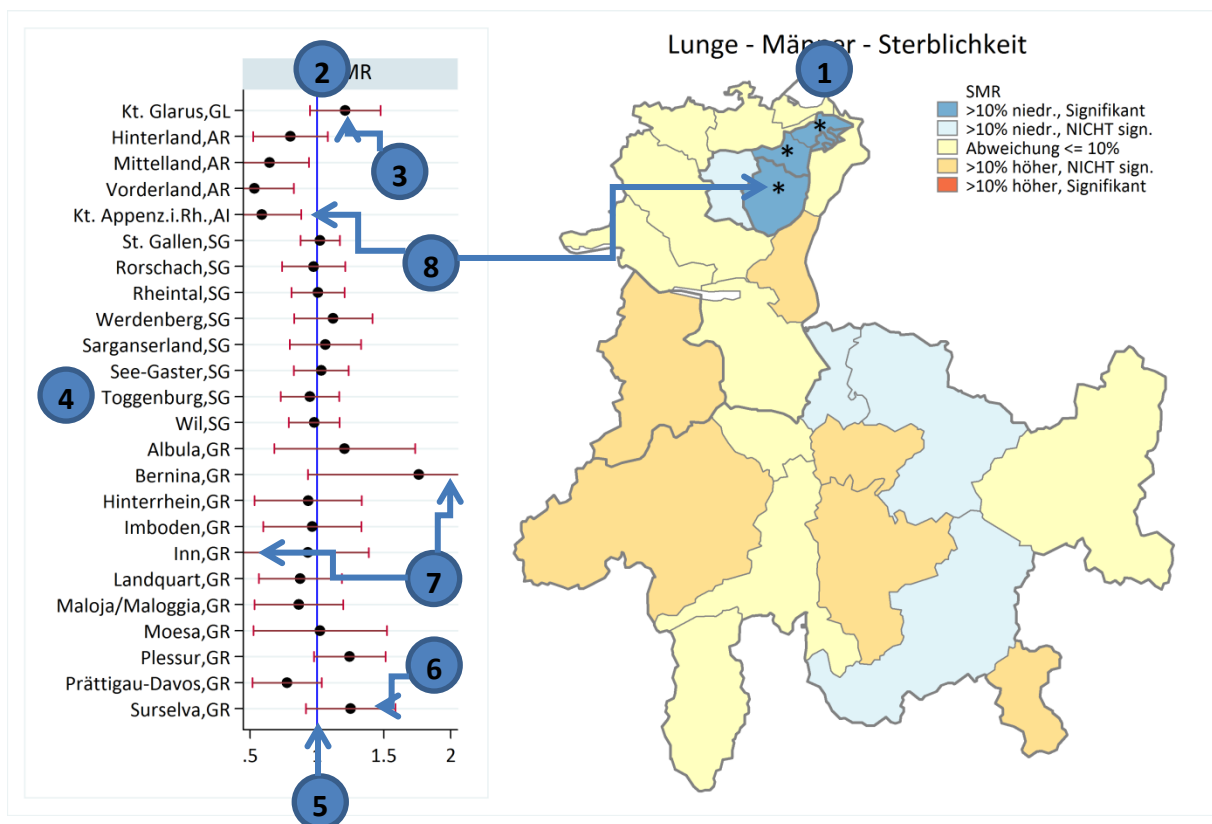 Lunge - Männer - Sterblichkeit
1
2
MR
SMR
>10% niedr., Signifikant
>10% niedr., NICHT sign.
Abweichung <= 10%
>10% höher, NICHT sign.
>10% höher, Signifikant
Kt. Glarus,GL
Hinterland,AR
Mittelland,AR
3
Vorderland,AR
Kt. Appenz.i.Rh.,AI
St. Gallen,SG
8
Rorschach,SG
Rheintal,SG
Werdenberg,SG
Sarganserland,SG
See-Gaster,SG
4
Toggenburg,SG
Wil,SG
Albula,GR
Bernina,GR
Hinterrhein,GR
Imboden,GR
Inn,GR
7
Landquart,GR
Maloja/Maloggia,GR
Moesa,GR
Plessur,GR
6
Prättigau-Davos,GR
Surselva,GR
.5 1 1.5 2
5
* * *